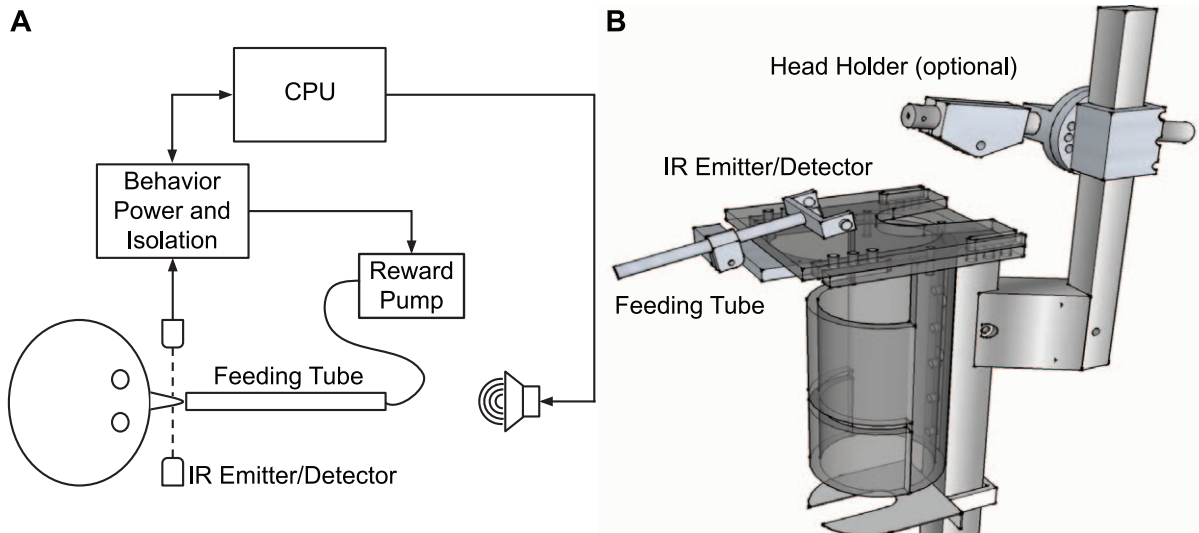 A
CPU
Behavior
Power and
Isolation
Reward
Pump
Feeding Tube
IR Emitter/Detector
B
Head Holder (optional)
IR Emitter/Detector
Feeding Tube